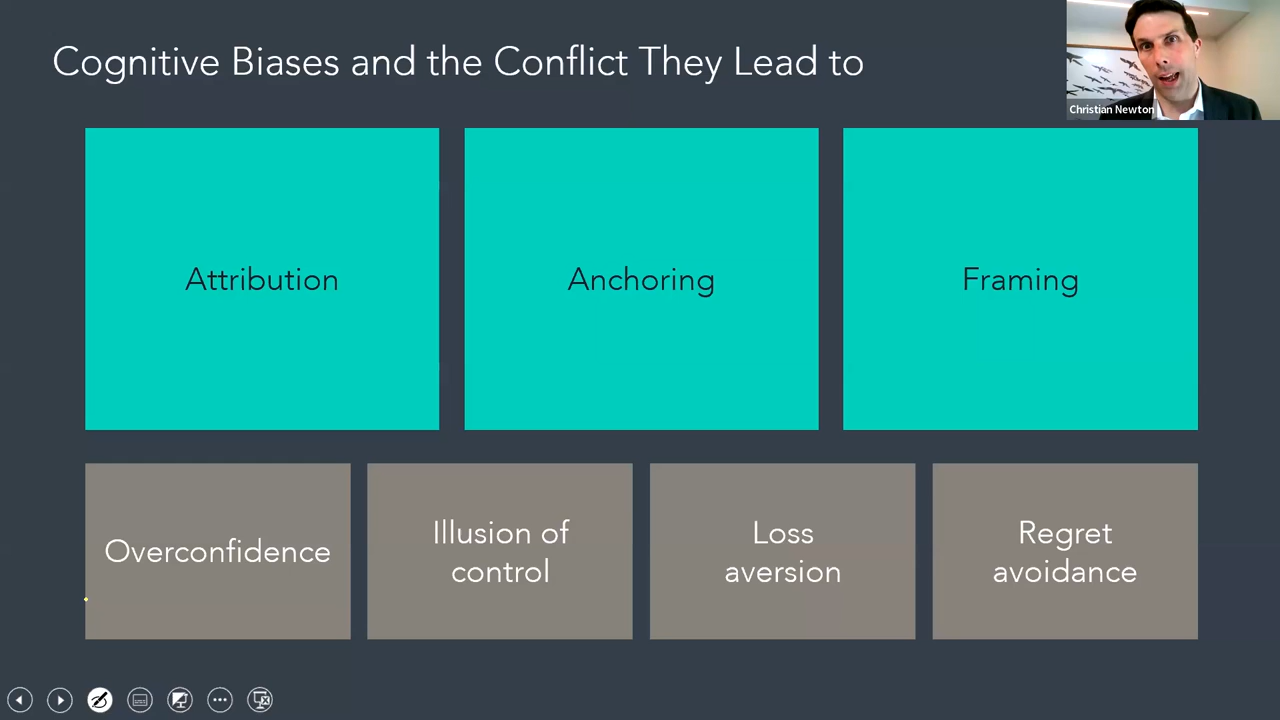 Cognitive Biases and the Conflict They Lead to
Christian Newton
Attribution
Anchoring
Framing
Overconfidence
Illusion of
control
Loss
aversion
Regret
avoidance